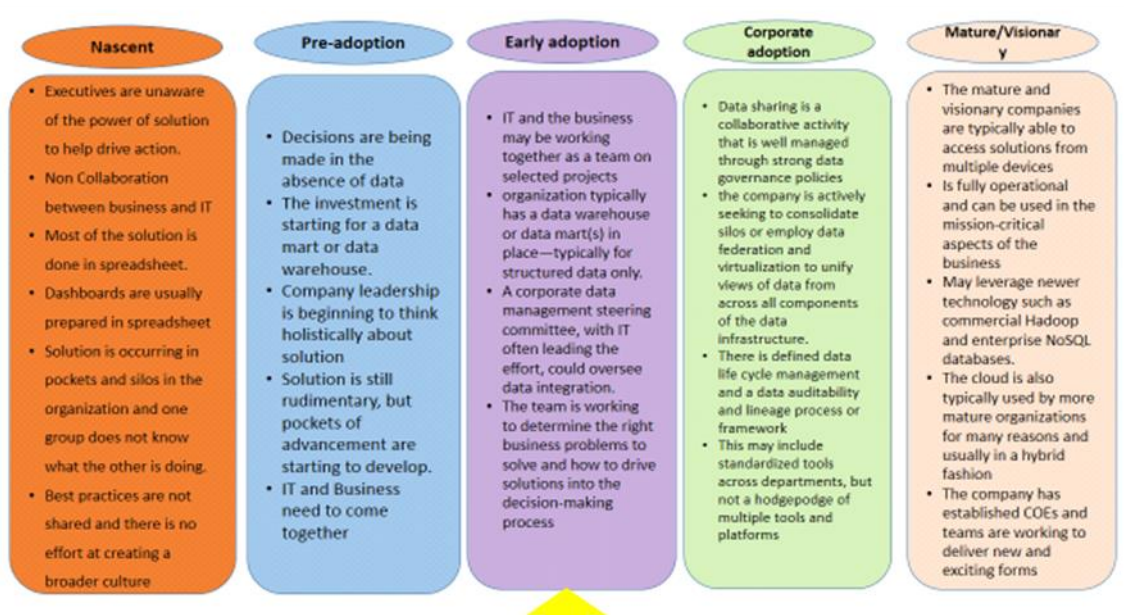 Nascent
• Executives are unaware
of the power of solution
to help drive action.
• Non Collaboration
between business and IT
• Most of the solution is
done in spreadsheet.
• Dashboards are usually
prepared in spreadsheet
• Solution is occurring in
pockets and silos in the
organization and one
group does not know
what the other is doing.
• Best practices are not
shared and there is no
effort at creating a
broader culture
Pre-adoption
• Decisions are being
made in the
absence of data
• The investment is
starting for a data
mart or data
warehouse.
• Company leadership
is beginning to think
holistically about
solution
• Solution is still
rudimentary, but
pockets of
advancement are
starting to develop.
• IT and Business
need to come
together
Early adoption
• IT and the business
may be working
together as a team on
selected projects
• organization typically
has a data warehouse
or data mart(s) in
place—typically for
structured data only.
• A corporate data
management steering
committee, with IT
often leading the
effort, could oversee
data integration.
• The team is working
to determine the right
business problems to
solve and how to drive
solutions into the
decision-making
process
Corporate
adoption
• Data sharing is a
collaborative activity
that is well managed
through strong data
governance policies
• the company is actively
seeking to consolidate
silos or employ data
federation and
virtualization to unify
views of data from
across all components
of the data
infrastructure.
• There is defined data
life cycle management
and a data auditability
and lineage process or
framework
• This may include
standardized tools
across departments, but
not a hodgepodge of
multiple tools and
platforms
Mature/Visionar
y
• The mature and
visionary companies
are typically able to
access solutions from
multiple devices
• Is fully operational
and can be used in the
mission-critical
aspects of the
business
• May leverage newer
technology such as
commercial Hadoop
and enterprise NoSQL
databases.
• The cloud is also
typically used by more
mature organizations
for many reasons and
usually in a hybrid
fashion
• The company has
established COEs and
teams are working to
deliver new and
exciting forms